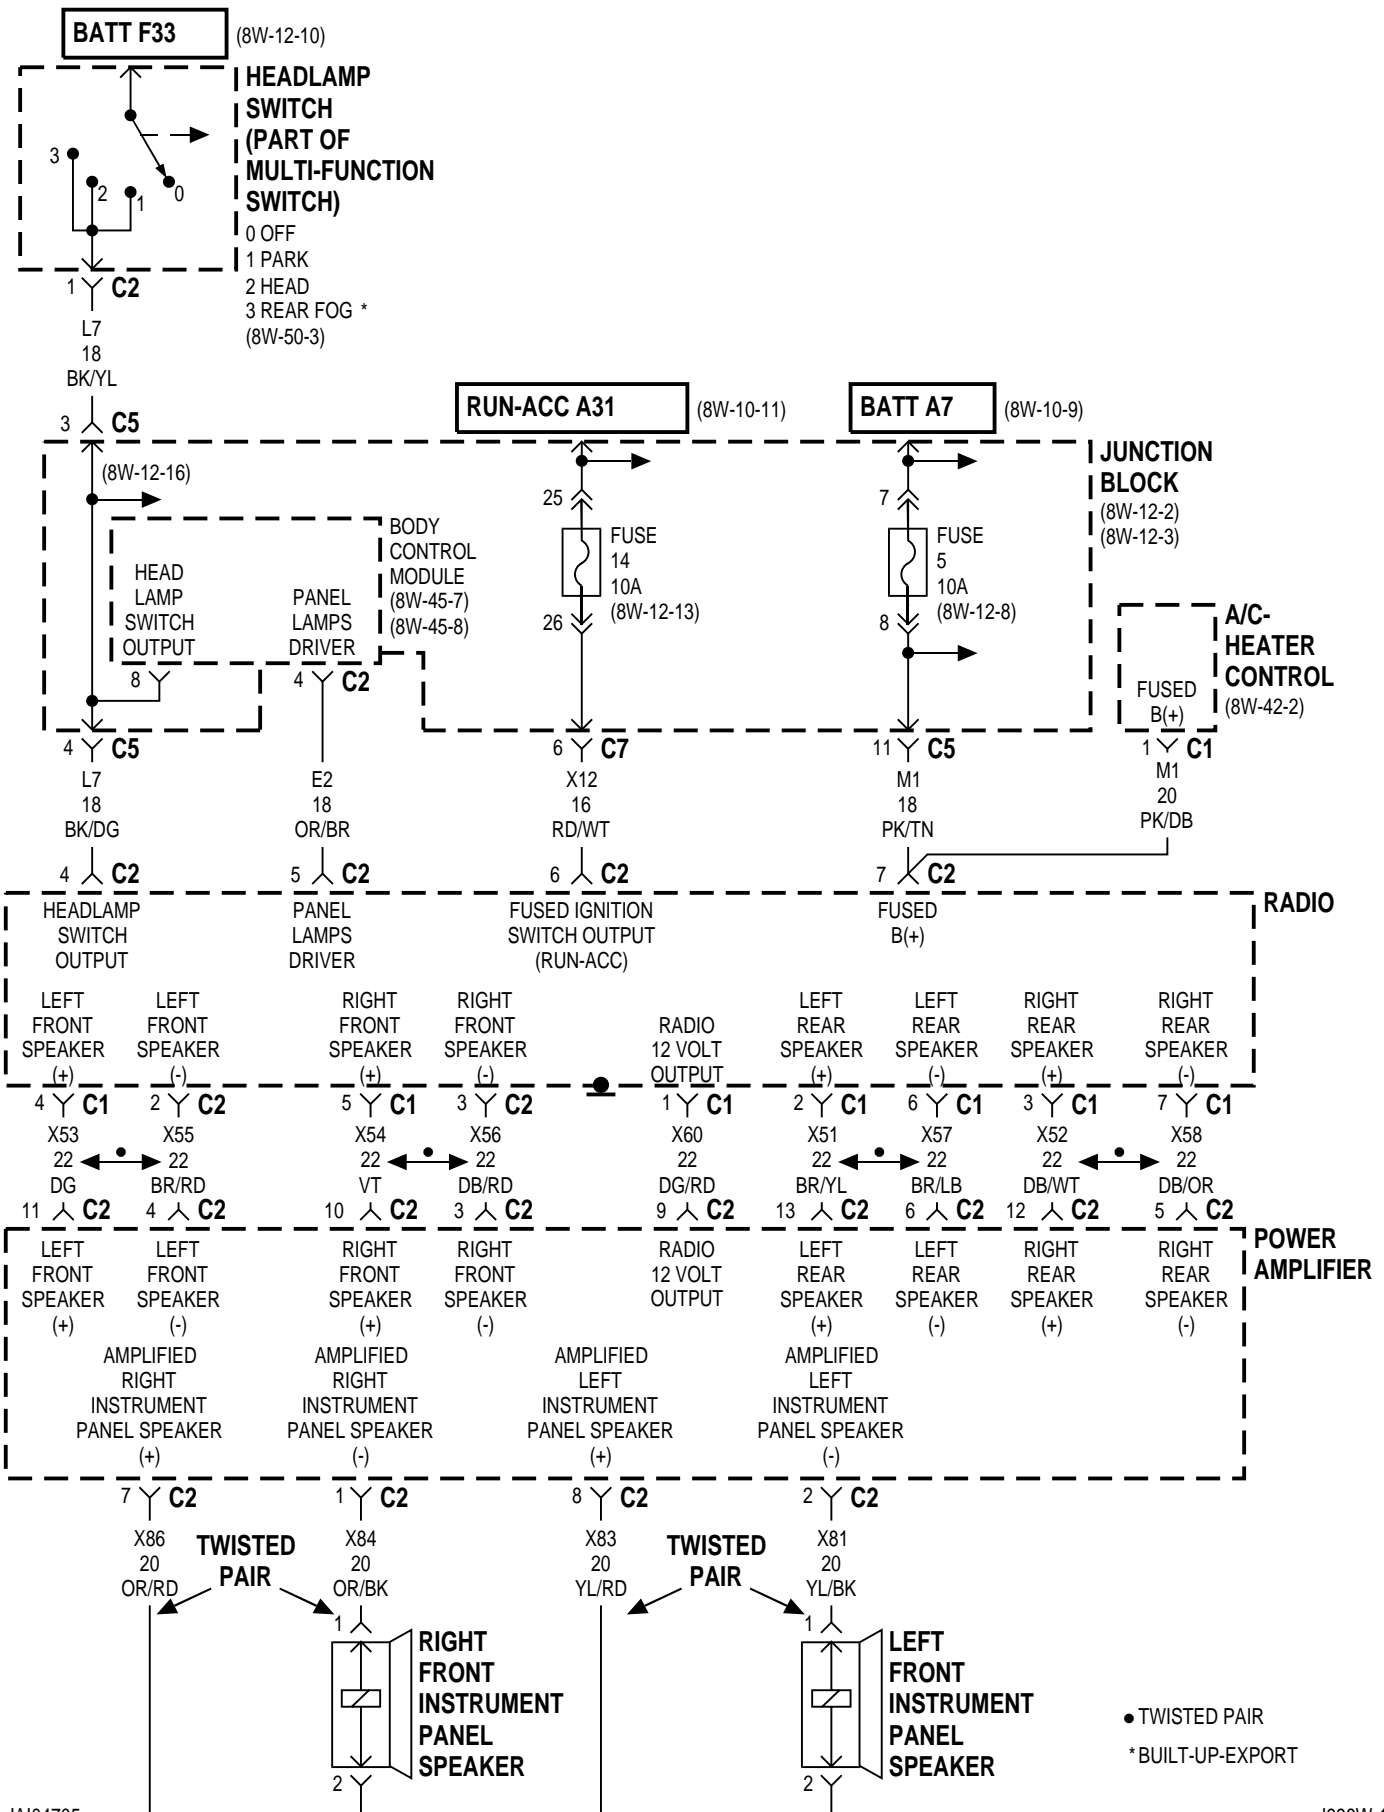 BATT F33 (8W-12-10)
HEADLAMP
SWITCH
(PART OF
MULTI-FUNCTION
SWITCH)
0 OFF
1 PARK
2 HEAD
3 REAR FOG *
(8W-50-3)
3
2
1
0
1 C2
L7
18
BK/YL
3 C5
RUN-ACC A31 (8W-10-11)
BATT A7 (8W-10-9)
JUNCTION
BLOCK
(8W-12-2)
(8W-12-3)
(8W-12-16)
BODY
CONTROL
MODULE
(8W-45-7)
(8W-45-8)
HEAD
LAMP
SWITCH
OUTPUT
8
PANEL
LAMPS
DRIVER
4 C2
25
FUSE
14
10A
(8W-12-13)
26
7
FUSE
5
10A
(8W-12-8)
8
A/C-
HEATER
CONTROL
(8W-42-2)
FUSED
B(+)
4 C5 6 C7 11 C5 1 C1
L7 E2 X12 M1 M1
18 18 16 18 20
BK/DG OR/BR RD/WT PK/TN PK/DB
4 C2 5 C2 6 C2 7 C2
RADIO
HEADLAMP PANEL FUSED IGNITION FUSED
SWITCH LAMPS SWITCH OUTPUT B(+)
OUTPUT DRIVER (RUN-ACC)
LEFT LEFT RIGHT RIGHT LEFT LEFT RIGHT RIGHT
FRONT FRONT FRONT FRONT RADIO REAR REAR REAR REAR
SPEAKER SPEAKER SPEAKER SPEAKER 12 VOLT SPEAKER SPEAKER SPEAKER SPEAKER
(+) (-) (+) (-) OUTPUT (+) (-) (+) (-)
4 C1 2 C2 5 C1 3 C2 1 C1 2 C1 6 C1 3 C1 7 C1
X53 X55 X54 X56 X60 X51 X57 X52 X58
22 22 22 22 22 22 22 22 22
DG BR/RD VT DB/RD DG/RD BR/YL BR/LB DB/WT DB/OR
11 C2 4 C2 10 C2 3 C2 9 C2 13 C2 6 C2 12 C2 5 C2
POWER
AMPLIFIER
LEFT LEFT RIGHT RIGHT RADIO LEFT LEFT RIGHT RIGHT
FRONT FRONT FRONT FRONT 12 VOLT REAR REAR REAR REAR
SPEAKER SPEAKER SPEAKER SPEAKER OUTPUT SPEAKER SPEAKER SPEAKER SPEAKER
(+) (-) (+) (-) (+) (-) (+) (-)
AMPLIFIED AMPLIFIED AMPLIFIED AMPLIFIED
RIGHT RIGHT LEFT LEFT
INSTRUMENT INSTRUMENT INSTRUMENT INSTRUMENT
PANEL SPEAKER PANEL SPEAKER PANEL SPEAKER PANEL SPEAKER
(+) (-) (+) (-)
7 C2 1 C2 8 C2 2 C2
X86 X84 X83 X81
20 20 20 20
OR/RD OR/BK YL/RD YL/BK
TWISTED
PAIR
TWISTED
PAIR
1
RIGHT
FRONT
INSTRUMENT
PANEL
SPEAKER
2
1
LEFT
FRONT
INSTRUMENT
PANEL
SPEAKER
2
● TWISTED PAIR
* BUILT-UP-EXPORT